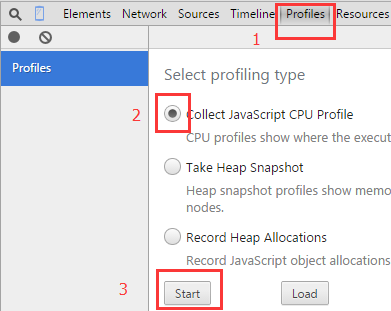 Elements Network Sources Timeline Profiles Resources
1
Profiles
Select profiling type
2
Collect JavaScript CPU Profile
CPU profiles show where the execut
Take Heap Snapshot
Heap snapshot profiles show memo
nodes.
Record Heap Allocations
Record JavaScript object allocations
3
Start Load